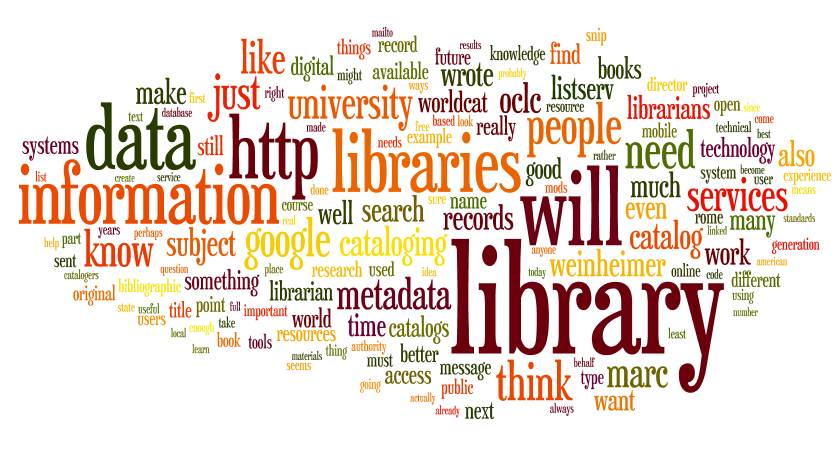 mailto
snip
things
record
results
like
future
knowledge
find
digital
might
available
wrote
probably
books
make
first
just
right
ways
listserv
director
project
text
database
university
worldcat
oclc
resource
librarians
open
since
data
http
made
free
based
look
really
people
mobile
technical
come
best
systems
still
libraries
needs
example
rather
need
technology
also
list
create
service
good
system
become
user
experience
information
done
sure
name
mods
will
much
services
means
course
well
search
records
even
rome
many
standards
years
real
linked
help
part
perhaps
know
subject
google
cataloging
anyone
catalog
work
generation
sent
question
place
research
used
idea
library
today
weinheimer
online
code
american
catalogers
bibliographic
something
librarian
metadata
different
original
using
state
useful
users
title
point
full
important
world
time
catalogs
number
local
enough
take
book
tools
resources
authority
least
learn
materials
thing
must
better
seems
access
message
think
behalf
type
marc
going
public
actually
already
next
always
want